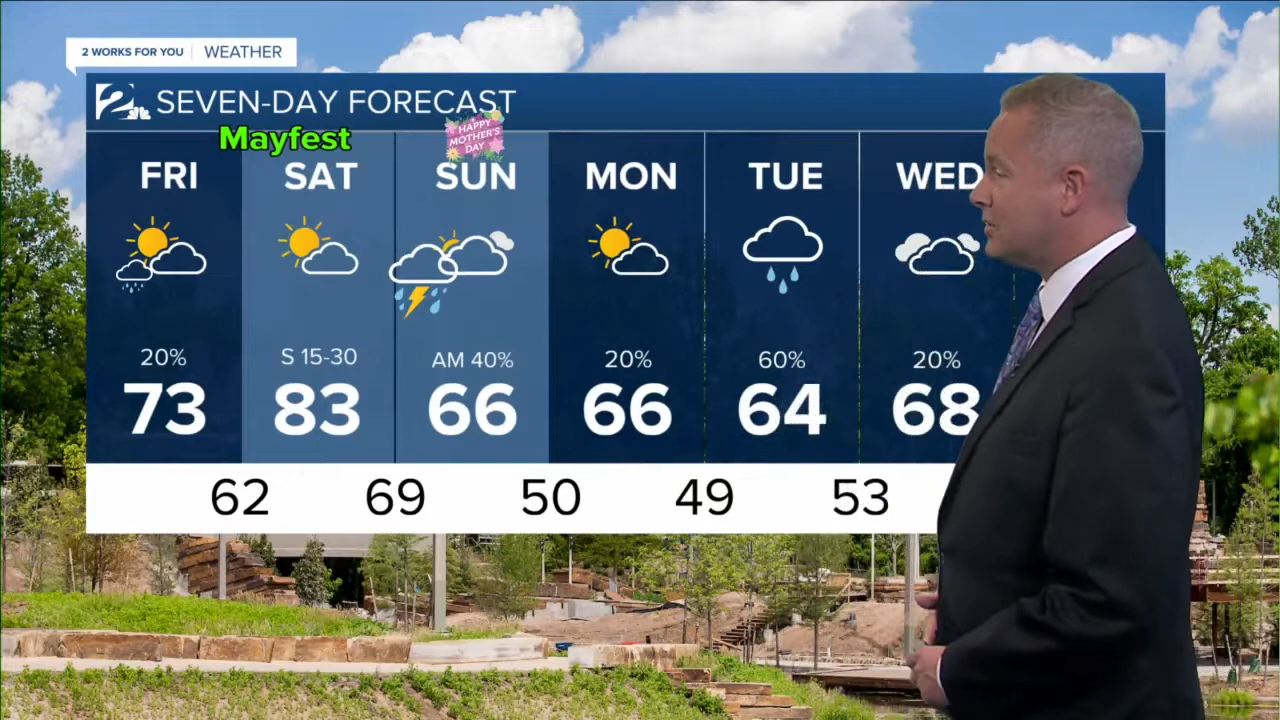 2 WORKS FOR YOU | WEATHER
2 SEVEN-DAY FORECAST
Mayfest
HAPPY
MOTHER'S
DAY
FRI SAT SUN MON TUE WED
20% S 15-30 AM 40% 20% 60% 20%
73 83 66 66 64 68
62 69 50 49 53